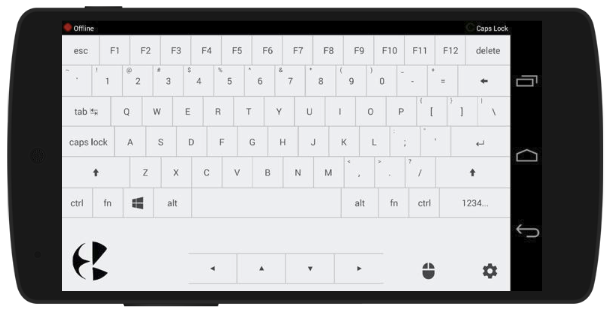 Offline Caps Lock
esc F1 F2 F3 F4 F5 F6 F7 F8 F9 F10 F11 F12 delete
~ ` ! 1 @ 2 # 3 $ 4 % 5 ^ 6 & 7 * 8 ( 9 ) 0 _ - + =
tab Q W E R T Y U I O P { [ } ] | \
caps lock A S D F G H J K L : ; " '
Z X C V B N M < , > . ? /
ctrl fn alt alt fn ctrl 1234...